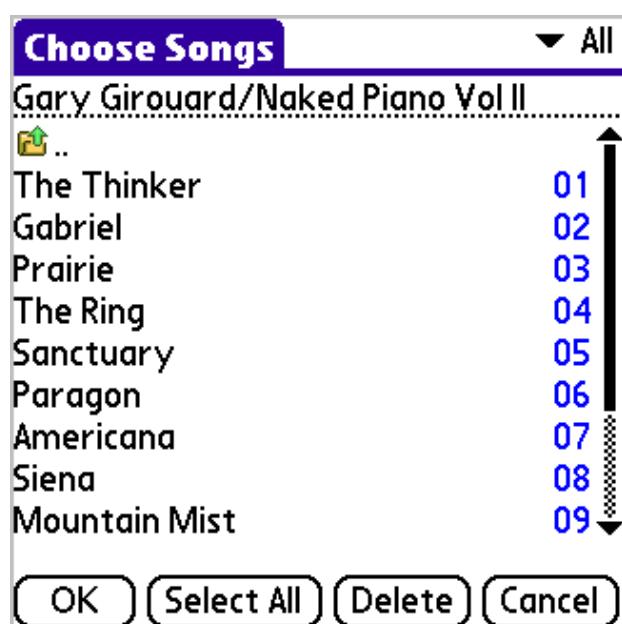 Choose Songs All
Gary Girouard/Naked Piano Vol II
..
The Thinker 01
Gabriel 02
Prairie 03
The Ring 04
Sanctuary 05
Paragon 06
Americana 07
Siena 08
Mountain Mist 09
OK Select All Delete Cancel